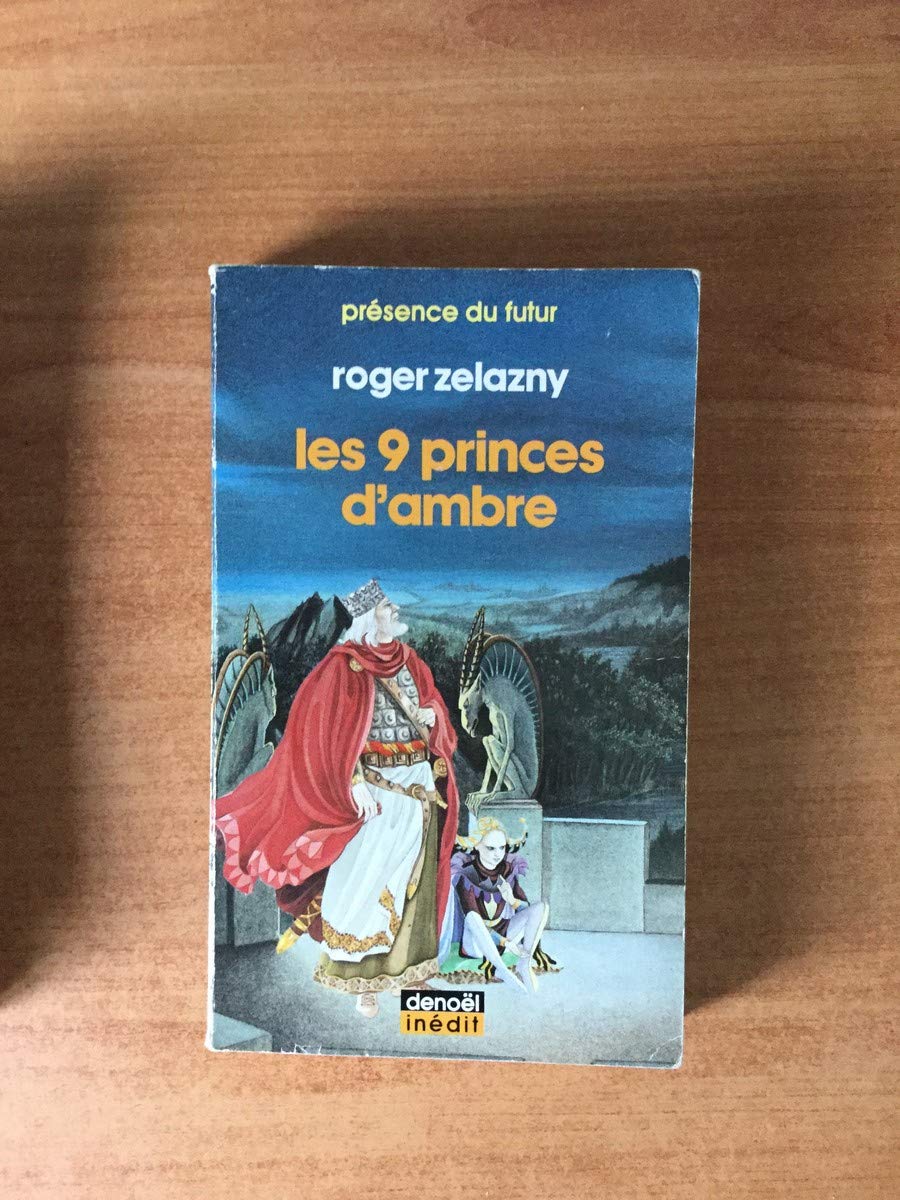 présence du futur
roger zelazny
les 9 princes
d'ambre
denoël
inédit